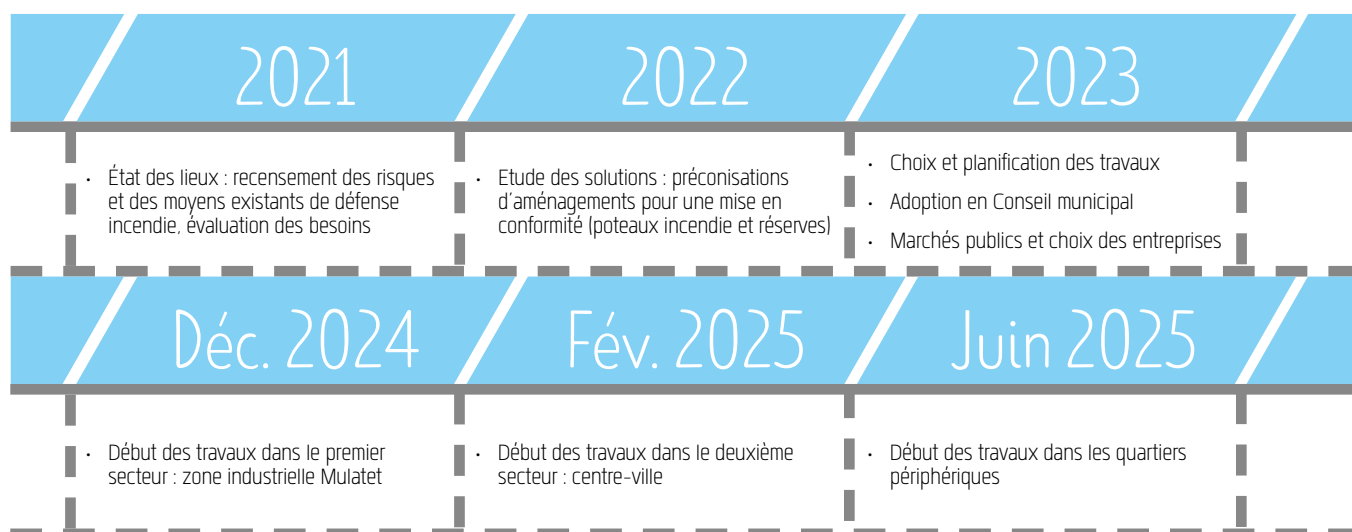 2021
2022
2023
• État des lieux : recensement des risques
et des moyens existants de défense
incendie, évaluation des besoins
• Etude des solutions : préconisations
d'aménagements pour une mise en
conformité (poteaux incendie et réserves)
• Choix et planification des travaux
• Adoption en Conseil municipal
• Marchés publics et choix des entreprises
Déc. 2024
Fév. 2025
Juin 2025
• Début des travaux dans le premier
secteur : zone industrielle Mulatet
• Début des travaux dans le deuxième
secteur : centre-ville
• Début des travaux dans les quartiers
périphériques